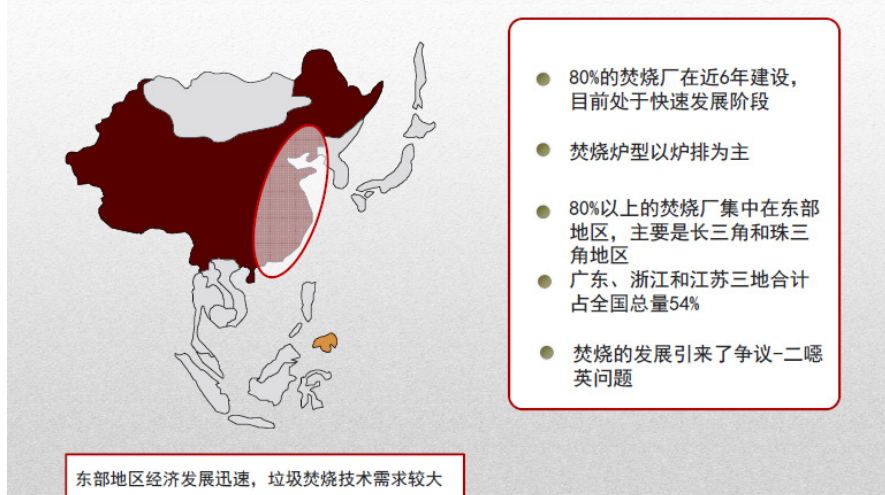 80%的焚烧厂在近6年建设，
目前处于快速发展阶段
焚烧炉型以炉排为主
80%以上的焚烧厂集中在东部
地区，主要是长三角和珠三
角地区
广东、浙江和江苏三地合计
占全国总量54%
焚烧的发展引来了争议-二噁
英问题
东部地区经济发展迅速，垃圾焚烧技术需求较大